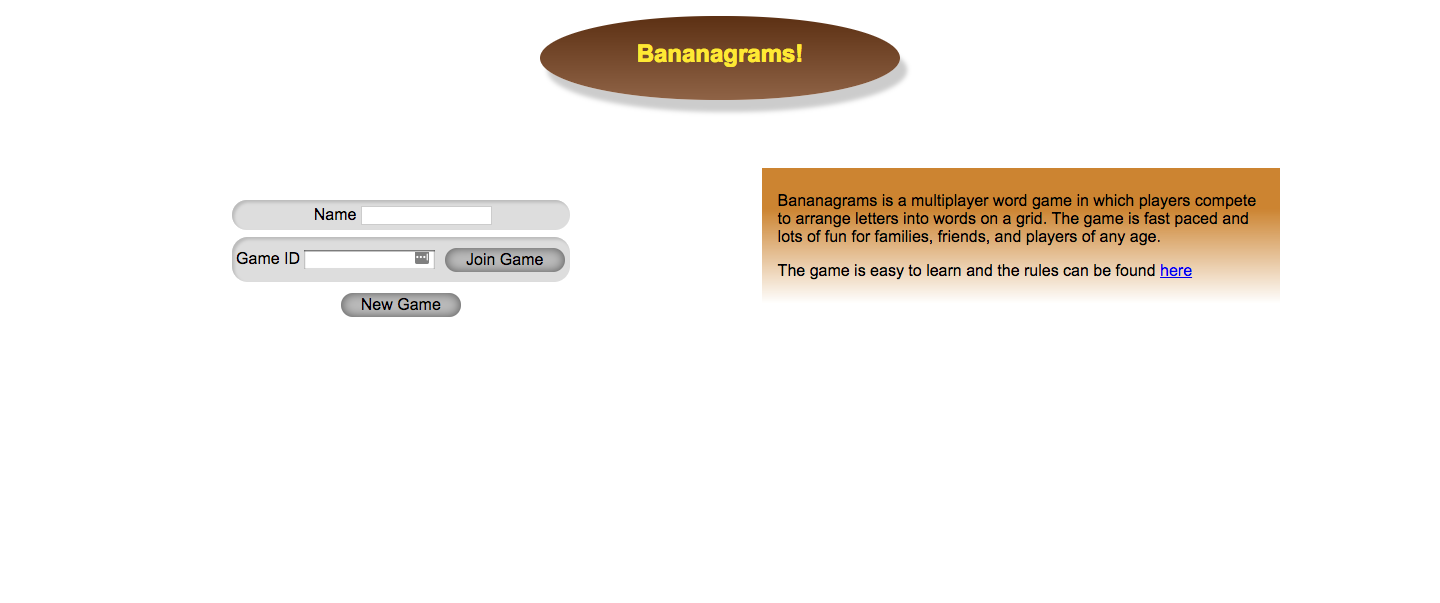 Bananagrams!
Name
Game ID
Join Game
New Game
Bananagrams is a multiplayer word game in which players compete
to arrange letters into words on a grid. The game is fast paced and
lots of fun for families, friends, and players of any age.
The game is easy to learn and the rules can be found here